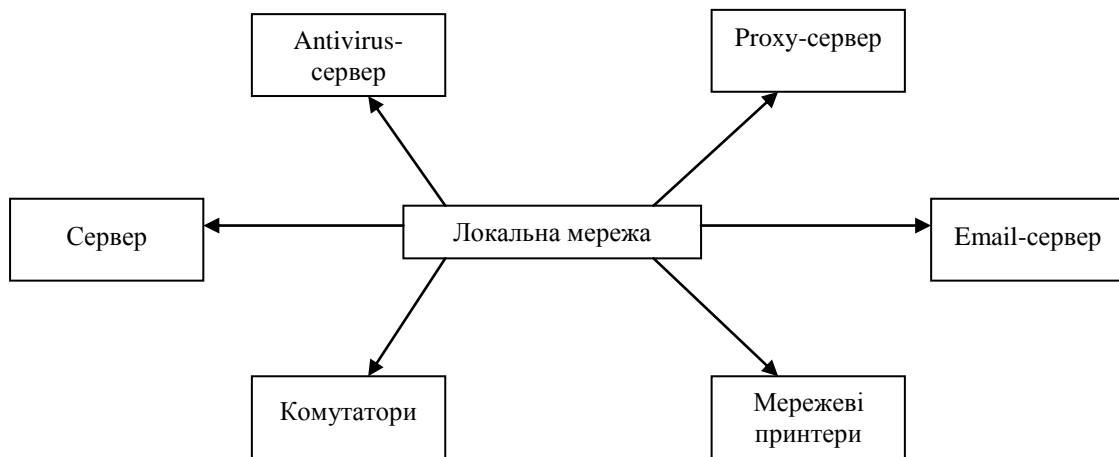 Antivirus-
сервер
Proxy-сервер
Сервер
Локальна мережа
Email-сервер
Комутатори
Мережеві
принтери